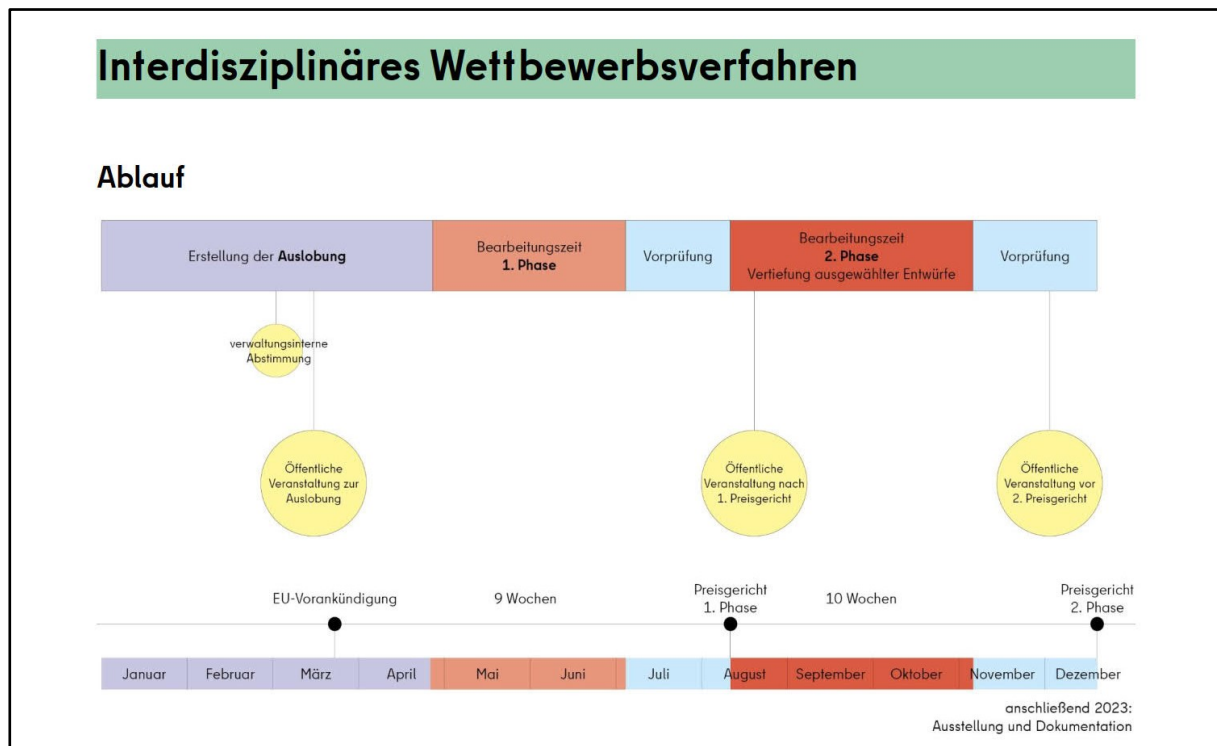 Interdisziplinäres Wettbewerbsverfahren
Ablauf
Erstellung der Auslobung
Bearbeitungszeit
1. Phase
Vorprüfung
Bearbeitungszeit
2. Phase
Vertiefung ausgewählter Entwürfe
Vorprüfung
verwaltungsinterne
Abstimmung
Öffentliche
Veranstaltung zur
Auslobung
Öffentliche
Veranstaltung nach
1. Preisgericht
Öffentliche
Veranstaltung vor
2. Preisgericht
EU-Vorankündigung
9 Wochen
Preisgericht
1. Phase
10 Wochen
Preisgericht
2. Phase
Januar
Februar
März
April
Mai
Juni
Juli
August
September
Oktober
November
Dezember
anschließend 2023:
Ausstellung und Dokumentation